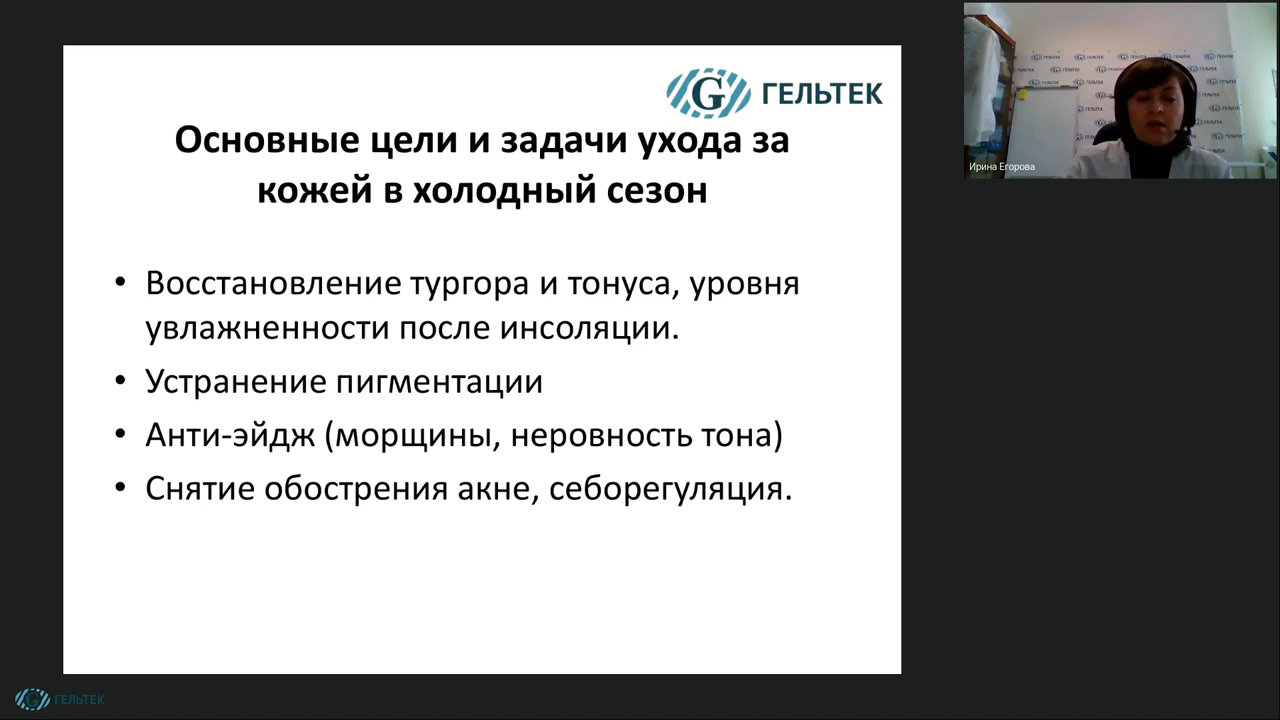 ГЕЛЬТЕК
Основные цели и задачи ухода за
кожей в холодный сезон
• Восстановление тургора и тонуса, уровня
увлажненности после инсоляции.
• Устранение пигментации
• Анти-эйдж (морщины, неровность тона)
• Снятие обострения акне, себорегуляция.
Ирина Егорова
ГЕЛЬТЕК